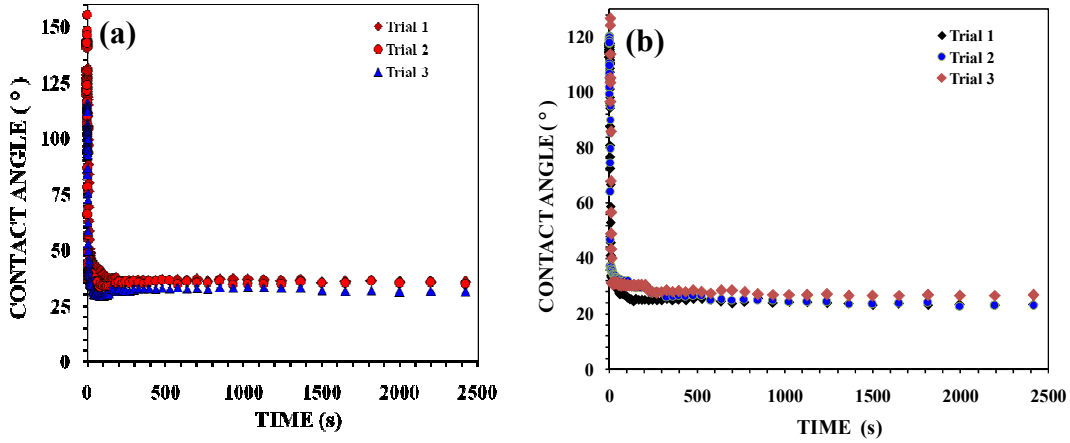 (a)
Trial 1
Trial 2
Trial 3
CONTACT ANGLE ( ° )
150
125
100
75
50
25
0
0 500 1000 1500 2000 2500
TIME (s)
(b)
Trial 1
Trial 2
Trial 3
CONTACT ANGLE ( ° )
120
100
80
60
40
20
0
0 500 1000 1500 2000 2500
TIME (s)